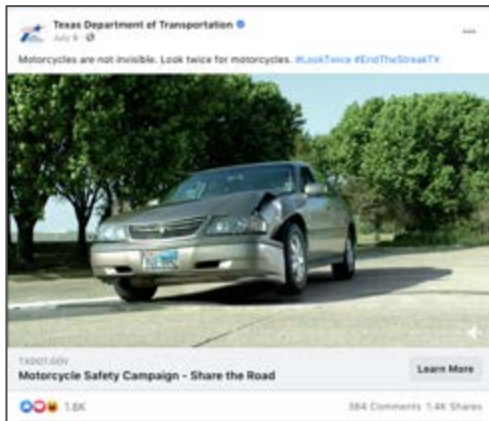 Texas Department of Transportation
July 9 ·
Motorcycles are not invisible. Look twice for motorcycles. #LookTwice #EndTheStreakTX
TXDOT.GOV
Motorcycle Safety Campaign - Share the Road
Learn More
1.8K
384 Comments 1.4K Shares